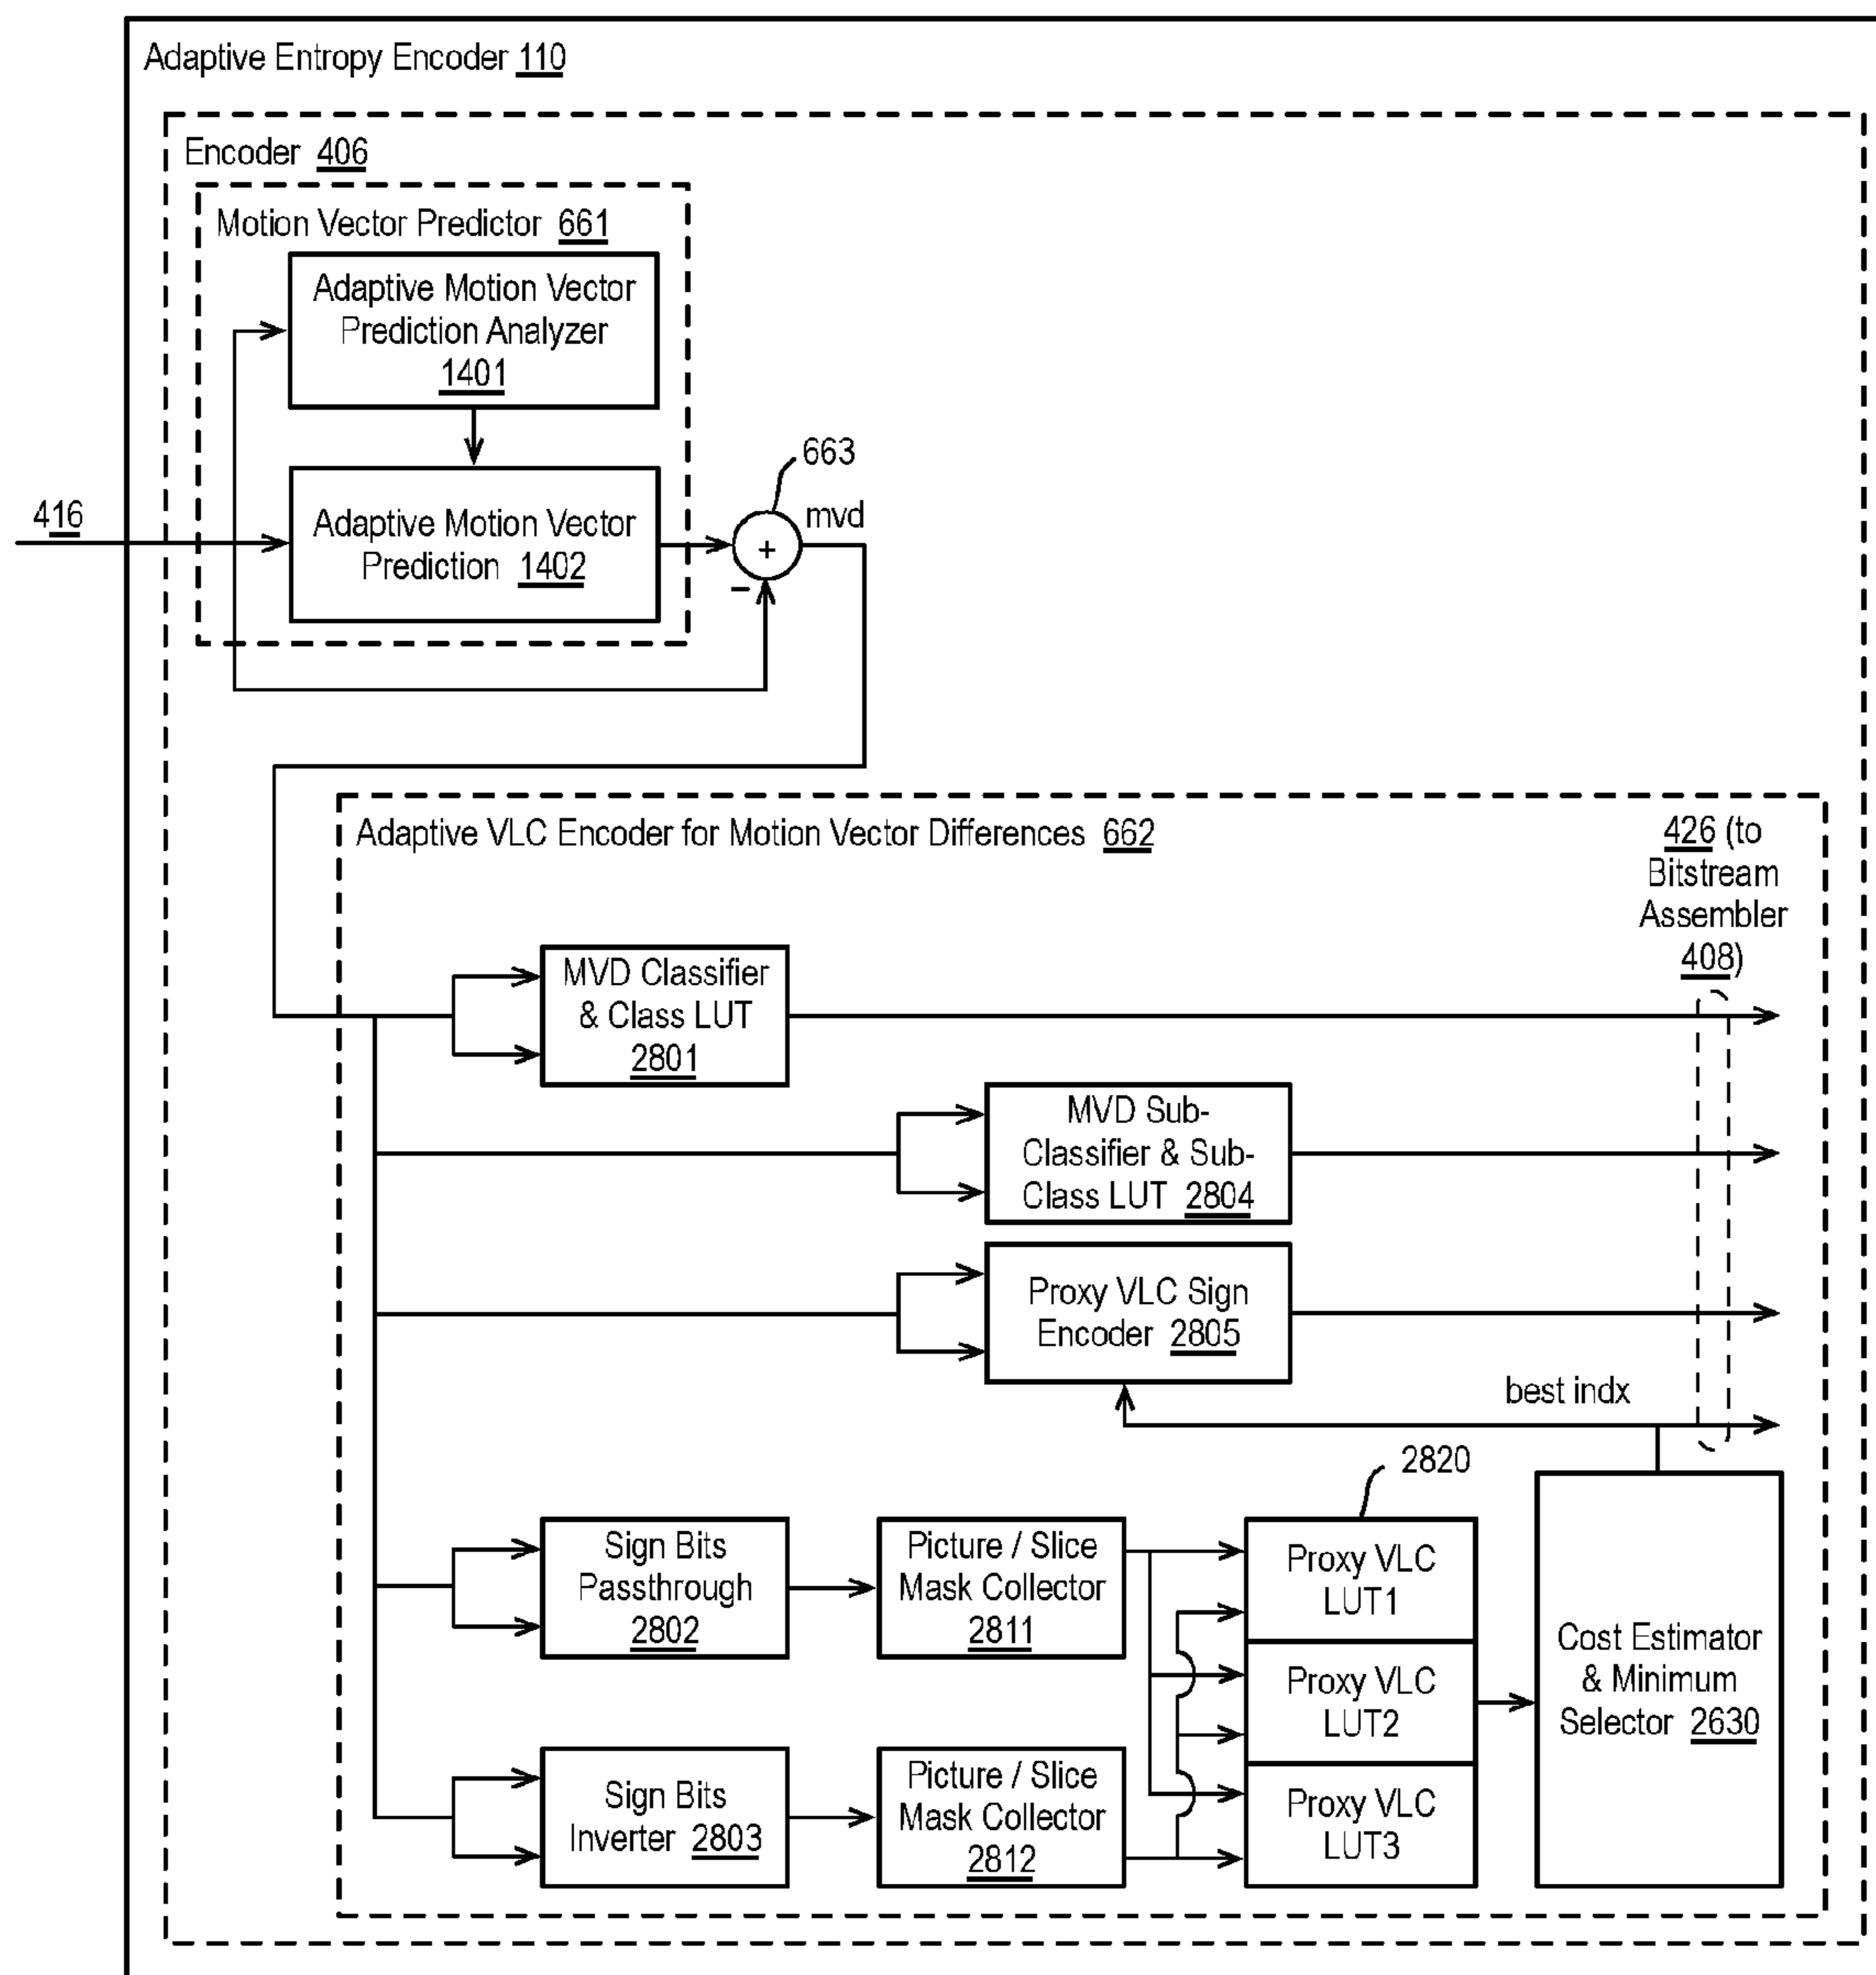 Adaptive Entropy Encoder 110
Encoder 406
Motion Vector Predictor 661
Adaptive Motion Vector
Prediction Analyzer
1401
663
416
Adaptive Motion Vector
Prediction 1402
+
mvd
-
Adaptive VLC Encoder for Motion Vector Differences 662
426 (to
Bitstream
Assembler
408)
MVD Classifier
& Class LUT
2801
MVD Sub-
Classifier & Sub-
Class LUT 2804
Proxy VLC Sign
Encoder 2805
best indx
2820
Sign Bits
Passthrough
2802
Picture / Slice
Mask Collector
2811
Proxy VLC
LUT1
Proxy VLC
LUT2
Proxy VLC
LUT3
Cost Estimator
& Minimum
Selector 2630
Sign Bits
Inverter 2803
Picture / Slice
Mask Collector
2812